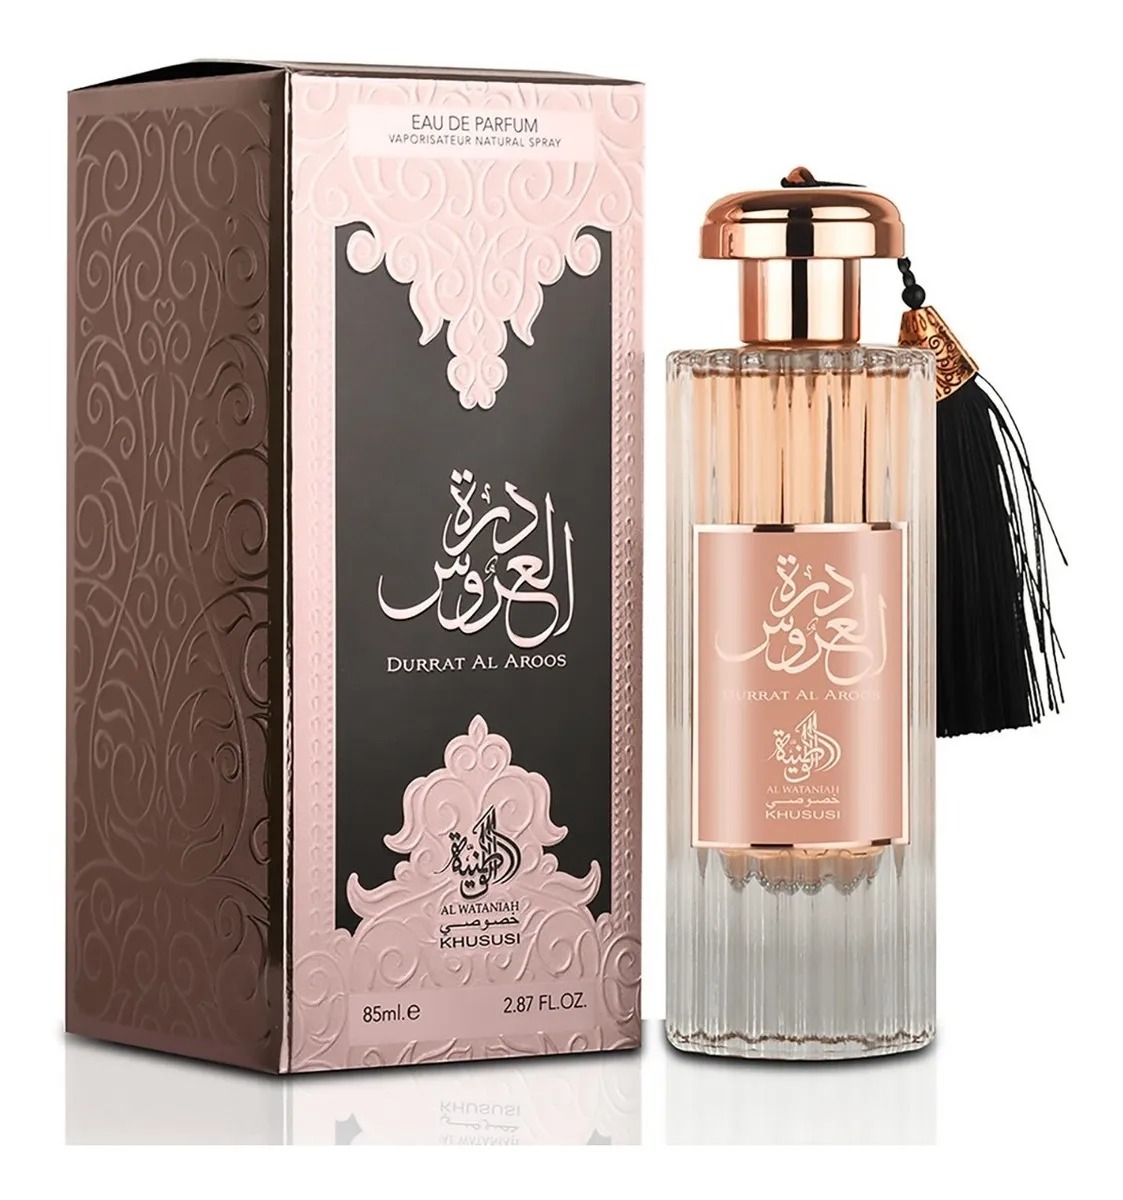 EAU DE PARFUM
VAPORISATEUR NATURAL SPRAY
درة
العروس
DURRAT AL AROOS
الوطنية
AL WATANIAH
خصوصي
KHUSUSI
85ml.e
2.87 FL.OZ.
درة
العروس
DURRAT AL AROOS
الوطنية
AL WATANIAH
خصوصي
KHUSUSI